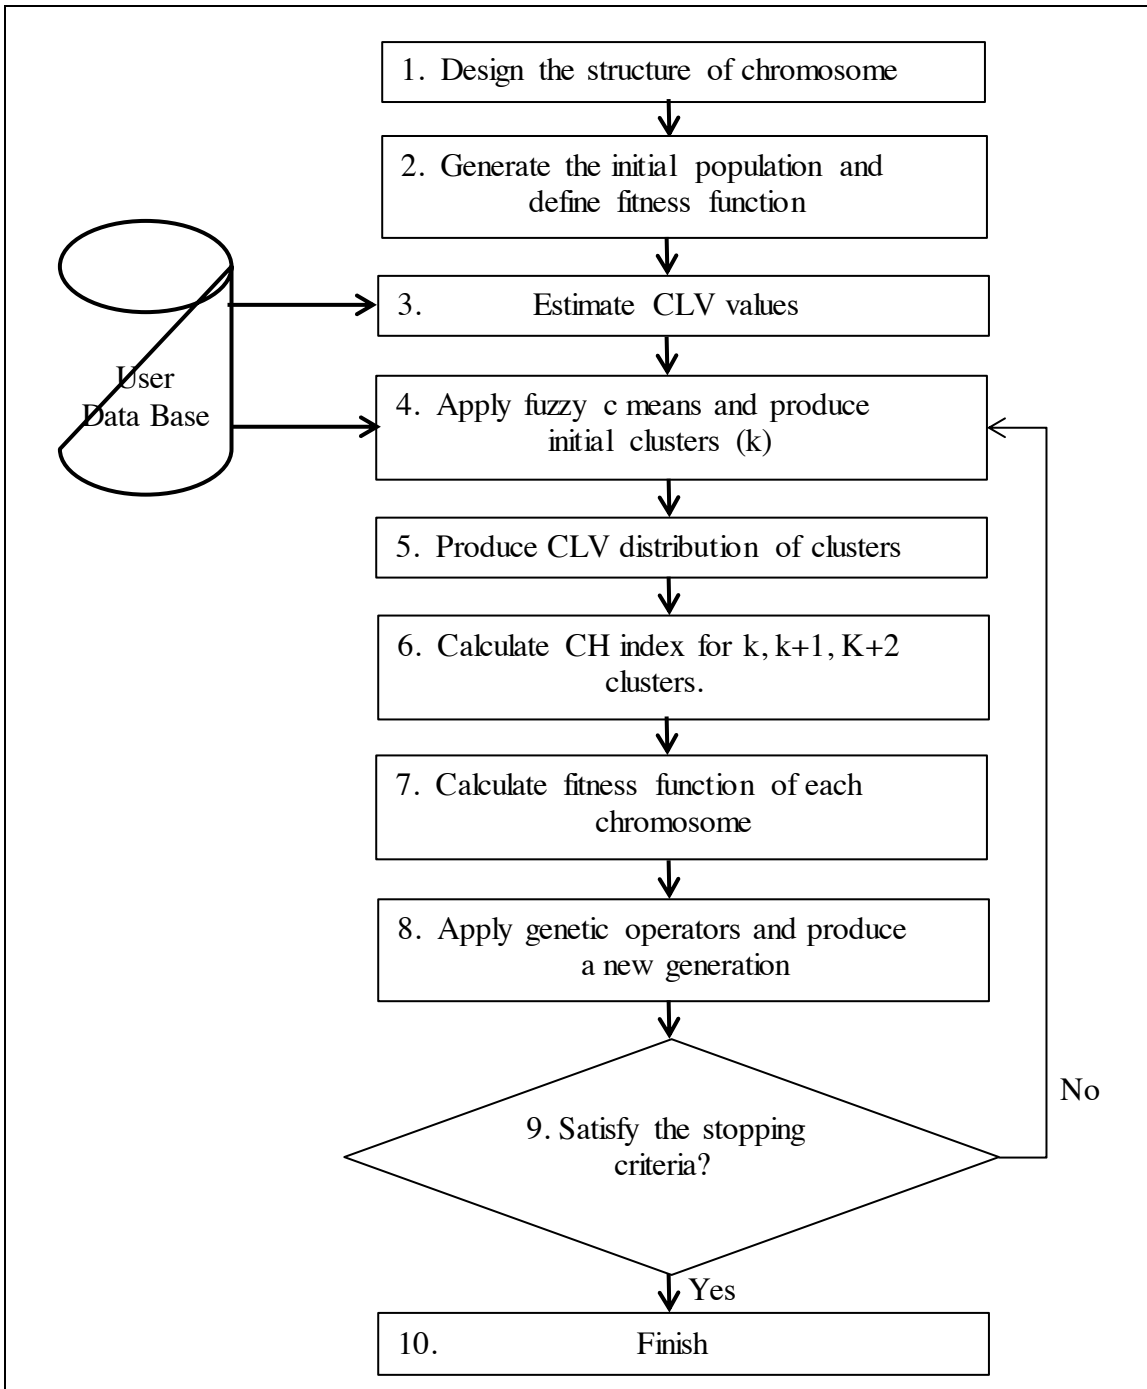 1. Design the structure of chromosome
2. Generate the initial population and
define fitness function
3. Estimate CLV values
User
Data Base
4. Apply fuzzy c means and produce
initial clusters (k)
5. Produce CLV distribution of clusters
6. Calculate CH index for k, k+1, K+2
clusters.
7. Calculate fitness function of each
chromosome
8. Apply genetic operators and produce
a new generation
No
9. Satisfy the stopping
criteria?
Yes
10. Finish